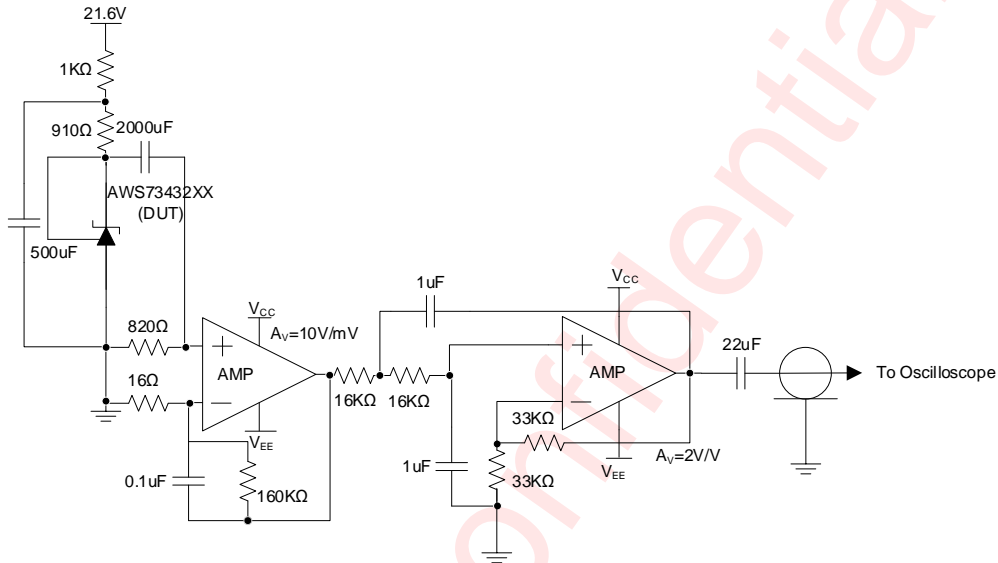 21.6V
1KΩ
910Ω
2000uF
AWS73432XX
(DUT)
500uF
820Ω
16Ω
VCC
AV=10V/mV
+
AMP
−
VEE
0.1uF
160KΩ
16KΩ
16KΩ
1uF
1uF
VCC
+
AMP
−
VEE
33KΩ
33KΩ
AV=2V/V
22uF
To Oscilloscope
onfidential